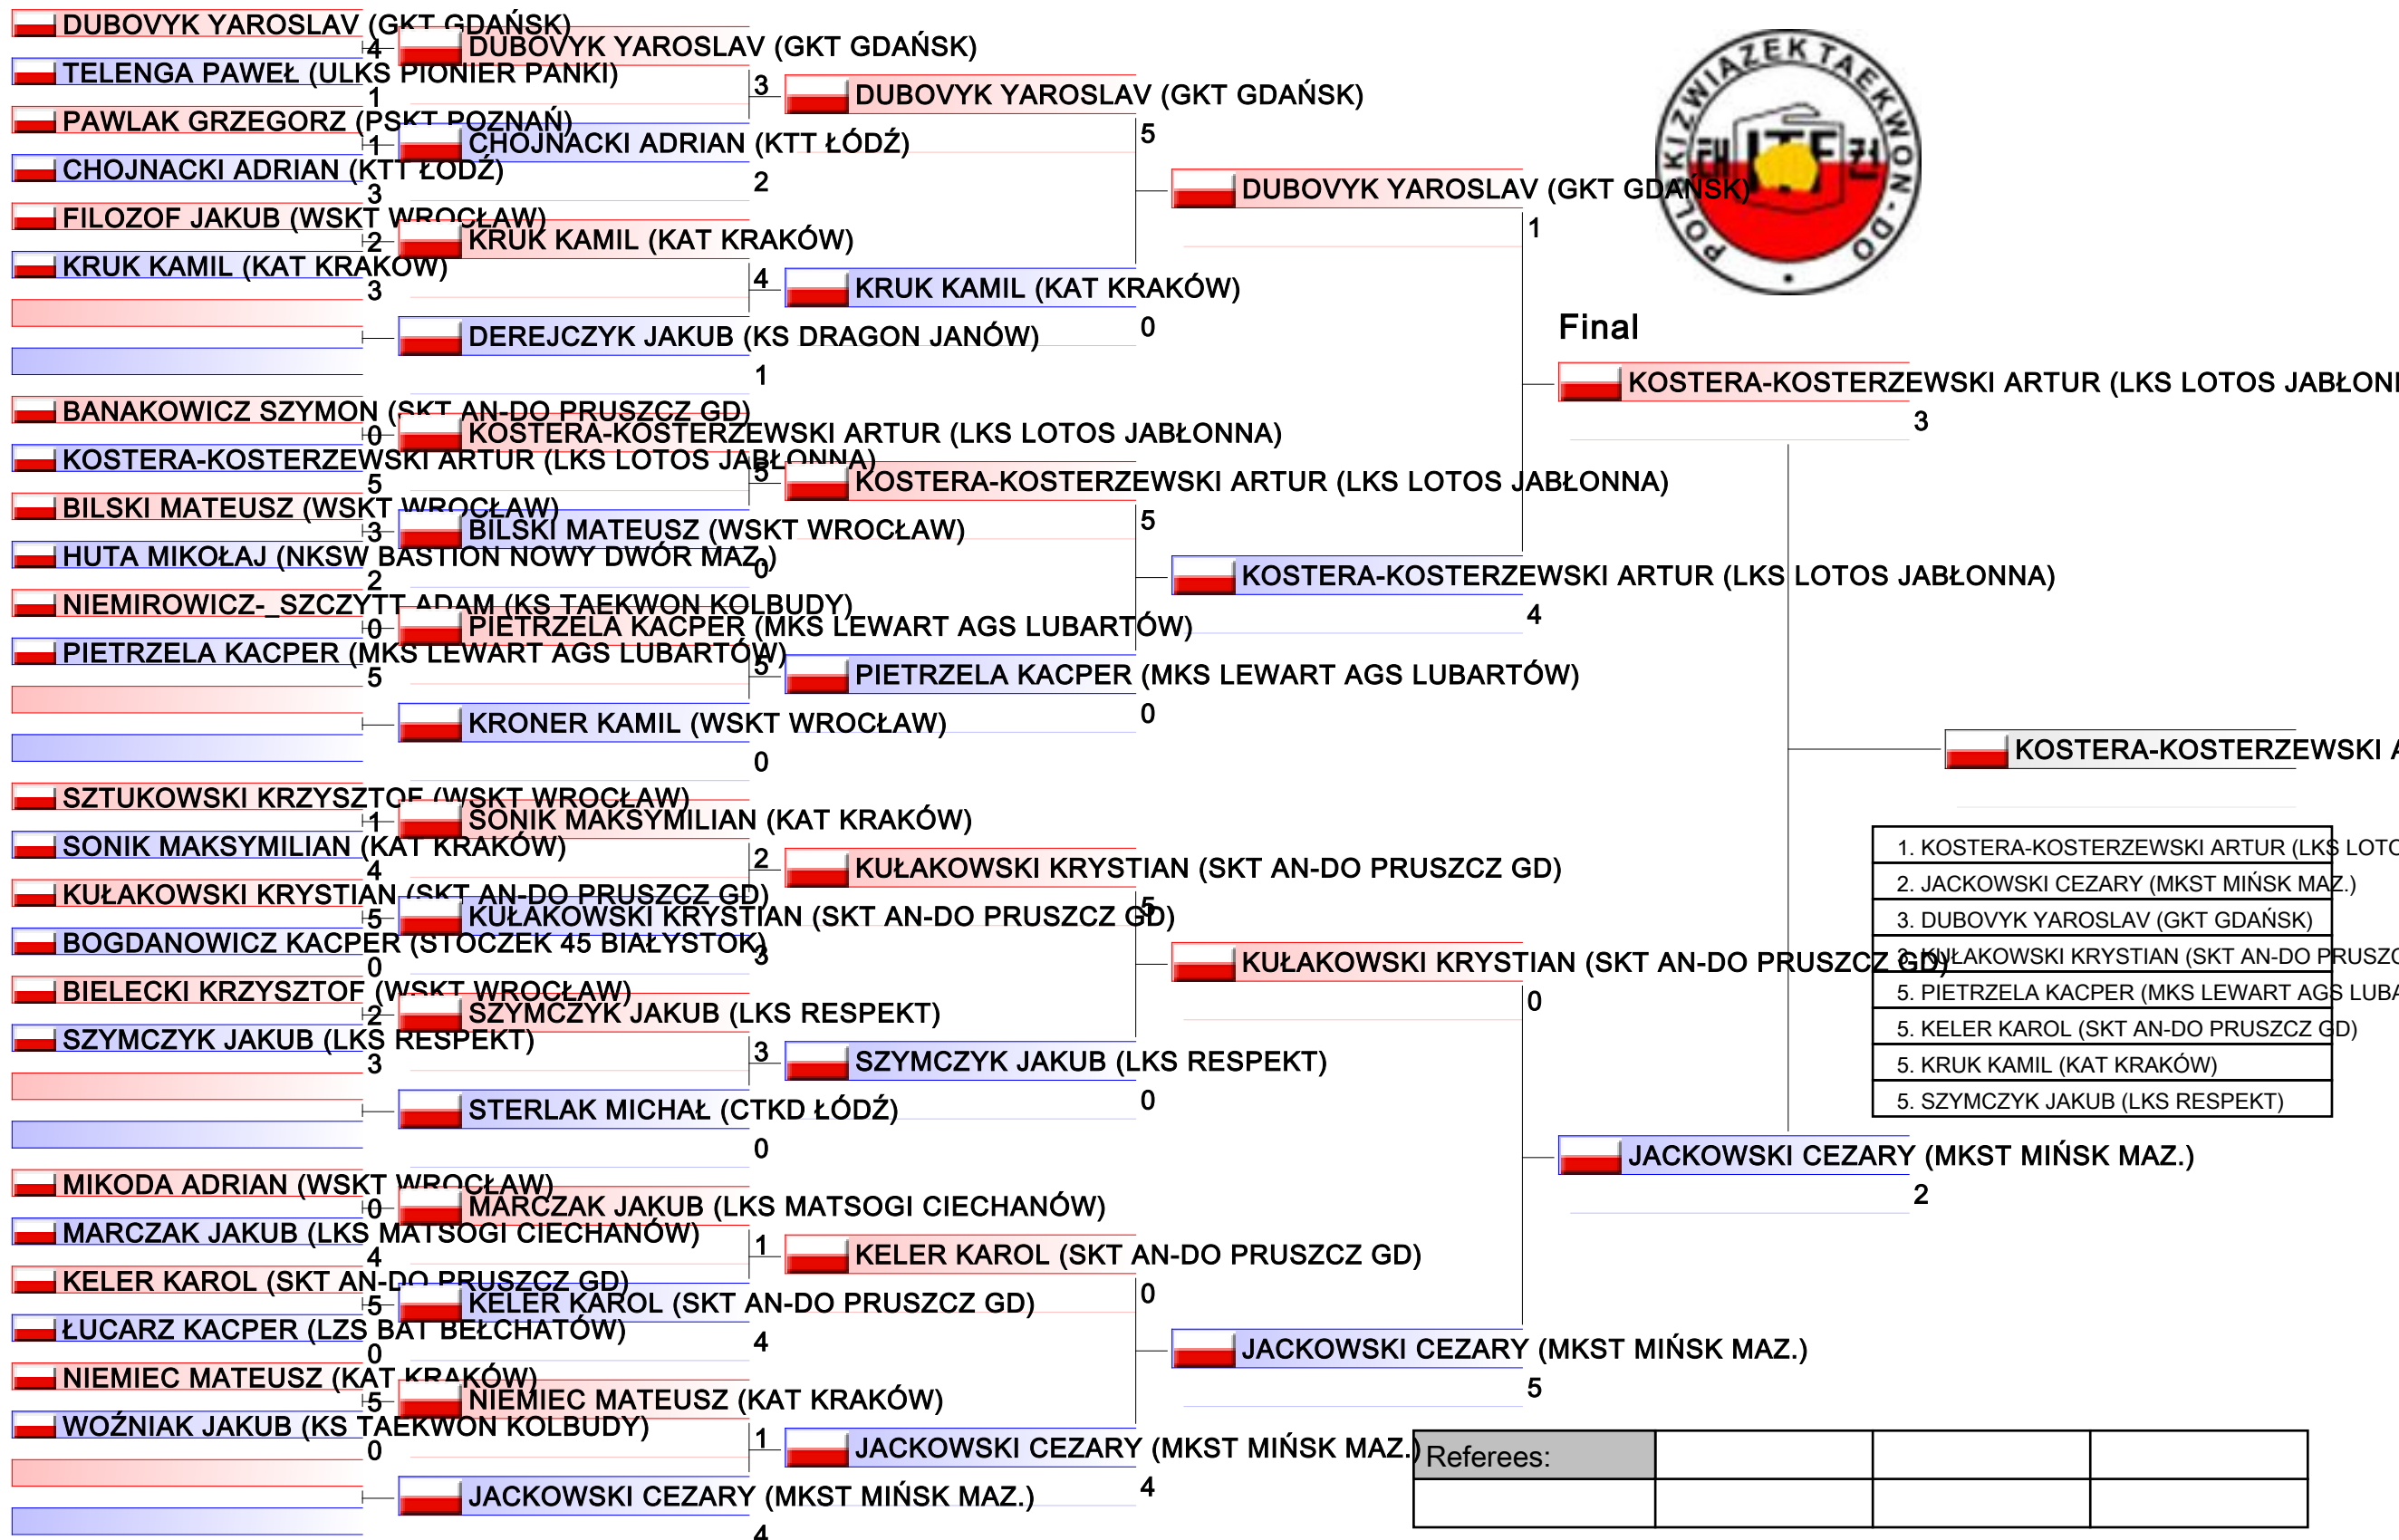 DUBOVYK YAROSLAV (GKT GDAŃSK)
4
TELENGA PAWEŁ (ULKS PIONIER PANKI)
1
PAWLAK GRZEGORZ (PSKT POZNAŃ)
1
CHOJNACKI ADRIAN (KTT ŁODŹ)
3
FILOZOF JAKUB (WSKT WROCŁAW)
2
KRUK KAMIL (KAT KRAKÓW)
3
BANAKOWICZ SZYMON (SKT AN-DO PRUSZCZ GD)
0
KOSTERA-KOSTERZEWSKI ARTUR (LKS LOTOS JABŁONNA)
5
BILSKI MATEUSZ (WSKT WROCŁAW)
3
HUTA MIKOŁAJ (NKSW BASTION NOWY DWÓR MAZ.)
2
NIEMIROWICZ-_SZCZYTT ADAM (KS TAEKWON KOLBUDY)
0
PIETRZELA KACPER (MKS LEWART AGS LUBARTÓW)
5
SZTUKOWSKI KRZYSZTOF (WSKT WROCŁAW)
1
SONIK MAKSYMILIAN (KAT KRAKÓW)
4
KUŁAKOWSKI KRYSTIAN (SKT AN-DO PRUSZCZ GD)
5
BOGDANOWICZ KACPER (STOCZEK 45 BIAŁYSTOK)
0
BIELECKI KRZYSZTOF (WSKT WROCŁAW)
2
SZYMCZYK JAKUB (LKS RESPEKT)
3
MIKODA ADRIAN (WSKT WROCŁAW)
0
MARCZAK JAKUB (LKS MATSOGI CIECHANÓW)
4
KELER KAROL (SKT AN-DO PRUSZCZ GD)
5
ŁUCARZ KACPER (LZS BAT BEŁCHATÓW)
0
NIEMIEC MATEUSZ (KAT KRAKÓW)
5
WOŹNIAK JAKUB (KS TAEKWON KOLBUDY)
0
DUBOVYK YAROSLAV (GKT GDAŃSK)
3
CHOJNACKI ADRIAN (KTT ŁÓDŹ)
2
KRUK KAMIL (KAT KRAKÓW)
4
DEREJCZYK JAKUB (KS DRAGON JANÓW)
1
KOSTERA-KOSTERZEWSKI ARTUR (LKS LOTOS JABŁONNA)
5
BILSKI MATEUSZ (WSKT WROCŁAW)
0
PIETRZELA KACPER (MKS LEWART AGS LUBARTÓW)
5
KRONER KAMIL (WSKT WROCŁAW)
0
SONIK MAKSYMILIAN (KAT KRAKÓW)
2
KUŁAKOWSKI KRYSTIAN (SKT AN-DO PRUSZCZ GD)
3
SZYMCZYK JAKUB (LKS RESPEKT)
3
STERLAK MICHAŁ (CTKD ŁÓDŹ)
0
MARCZAK JAKUB (LKS MATSOGI CIECHANÓW)
1
KELER KAROL (SKT AN-DO PRUSZCZ GD)
4
NIEMIEC MATEUSZ (KAT KRAKÓW)
1
JACKOWSKI CEZARY (MKST MIŃSK MAZ.)
4
DUBOVYK YAROSLAV (GKT GDAŃSK)
5
KRUK KAMIL (KAT KRAKÓW)
0
KOSTERA-KOSTERZEWSKI ARTUR (LKS LOTOS JABŁONNA)
5
PIETRZELA KACPER (MKS LEWART AGS LUBARTÓW)
0
KUŁAKOWSKI KRYSTIAN (SKT AN-DO PRUSZCZ GD)
5
SZYMCZYK JAKUB (LKS RESPEKT)
0
KELER KAROL (SKT AN-DO PRUSZCZ GD)
0
JACKOWSKI CEZARY (MKST MIŃSK MAZ.)
4
DUBOVYK YAROSLAV (GKT GDAŃSK)
1
KOSTERA-KOSTERZEWSKI ARTUR (LKS LOTOS JABŁONNA)
4
KUŁAKOWSKI KRYSTIAN (SKT AN-DO PRUSZCZ GD)
0
JACKOWSKI CEZARY (MKST MIŃSK MAZ.)
5
POLSKI ZWIAZEK TAEKWON-DO
ITF
Final
KOSTERA-KOSTERZEWSKI ARTUR (LKS LOTOS JABŁON
3
JACKOWSKI CEZARY (MKST MIŃSK MAZ.)
2
KOSTERA-KOSTERZEWSKI A
1. KOSTERA-KOSTERZEWSKI ARTUR (LKS LOTO
2. JACKOWSKI CEZARY (MKST MIŃSK MAZ.)
3. DUBOVYK YAROSLAV (GKT GDAŃSK)
3. KUŁAKOWSKI KRYSTIAN (SKT AN-DO PRUSZC
5. PIETRZELA KACPER (MKS LEWART AGS LUBA
5. KELER KAROL (SKT AN-DO PRUSZCZ GD)
5. KRUK KAMIL (KAT KRAKÓW)
5. SZYMCZYK JAKUB (LKS RESPEKT)
Referees: